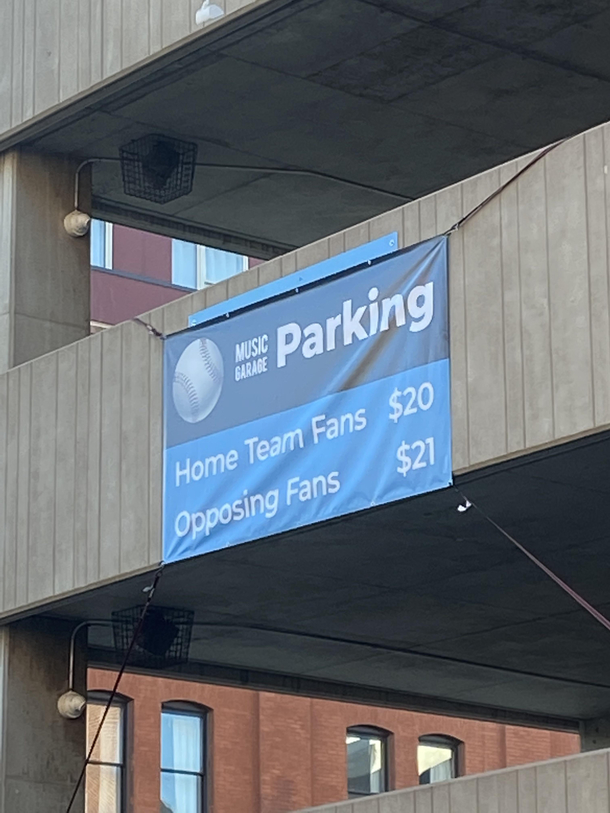 MUSIC
GARAGE
Parking
Home Team Fans $20
Opposing Fans $21